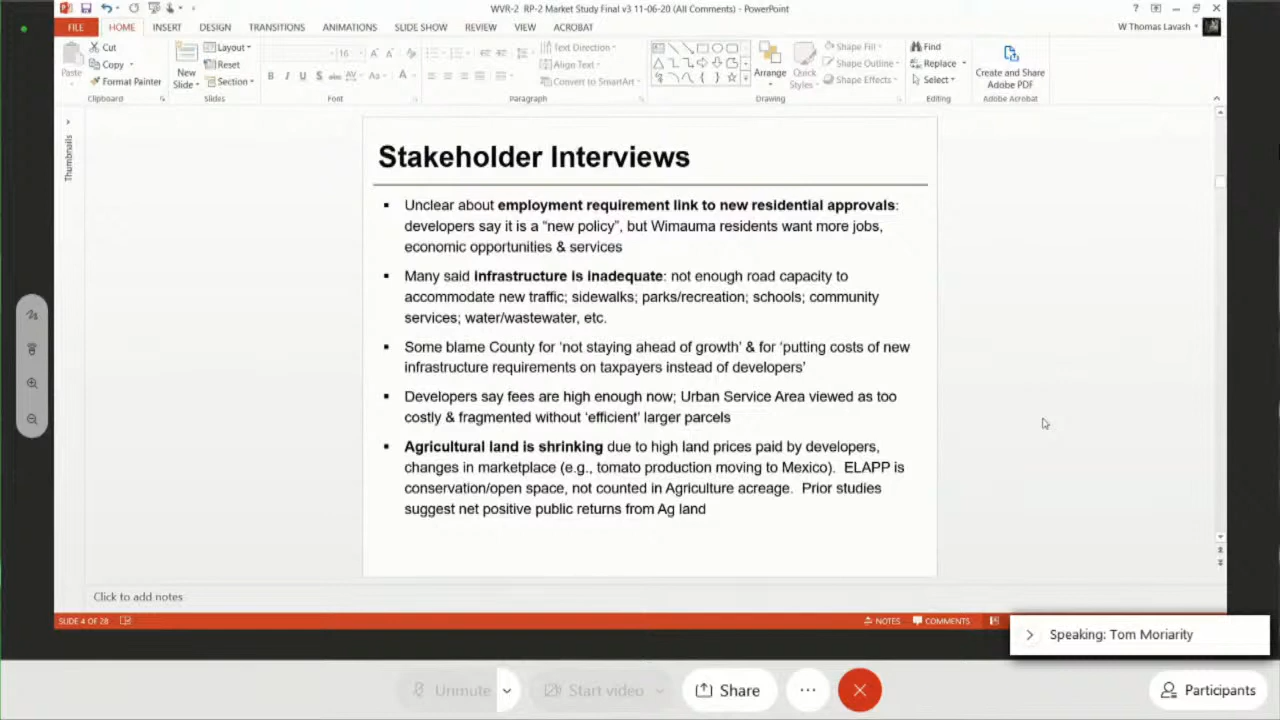 WVR-2 RP-2 Market Study Final v3 11-06-20 (All Comments) - PowerPoint
FILE HOME INSERT DESIGN TRANSITIONS ANIMATIONS SLIDE SHOW REVIEW VIEW ACROBAT
W Thomas Lavash
Paste
Cut
Copy
Format Painter
Clipboard
New Slide
Layout
Reset
Section
Slides
16
Font
Text Direction
Align Text
Convert to SmartArt
Paragraph
Arrange
Quick Styles
Shape Fill
Shape Outline
Shape Effects
Drawing
Find
Replace
Select
Editing
Create and Share
Adobe PDF
Adobe Acrobat
Thumbnails
Stakeholder Interviews
▪ Unclear about employment requirement link to new residential approvals:
developers say it is a “new policy”, but Wimauma residents want more jobs,
economic opportunities & services
▪ Many said infrastructure is inadequate: not enough road capacity to
accommodate new traffic; sidewalks; parks/recreation; schools; community
services; water/wastewater, etc.
▪ Some blame County for ‘not staying ahead of growth’ & for ‘putting costs of new
infrastructure requirements on taxpayers instead of developers’
▪ Developers say fees are high enough now; Urban Service Area viewed as too
costly & fragmented without ‘efficient’ larger parcels
▪ Agricultural land is shrinking due to high land prices paid by developers,
changes in marketplace (e.g., tomato production moving to Mexico). ELAPP is
conservation/open space, not counted in Agriculture acreage. Prior studies
suggest net positive public returns from Ag land
Click to add notes
SLIDE 4 OF 28
NOTES COMMENTS
Speaking: Tom Moriarity
Unmute Start video Share Participants